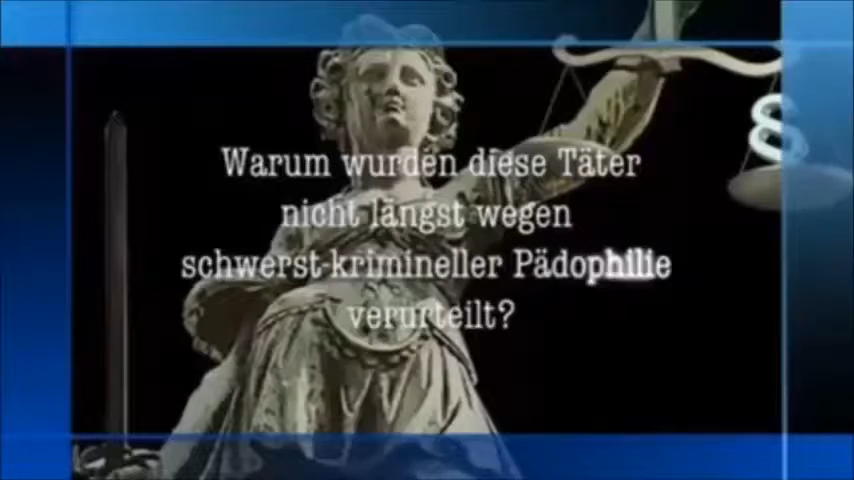 Warum wurden diese Täter
nicht längst wegen
schwerst-krimineller Pädophilie
verurteilt?
§